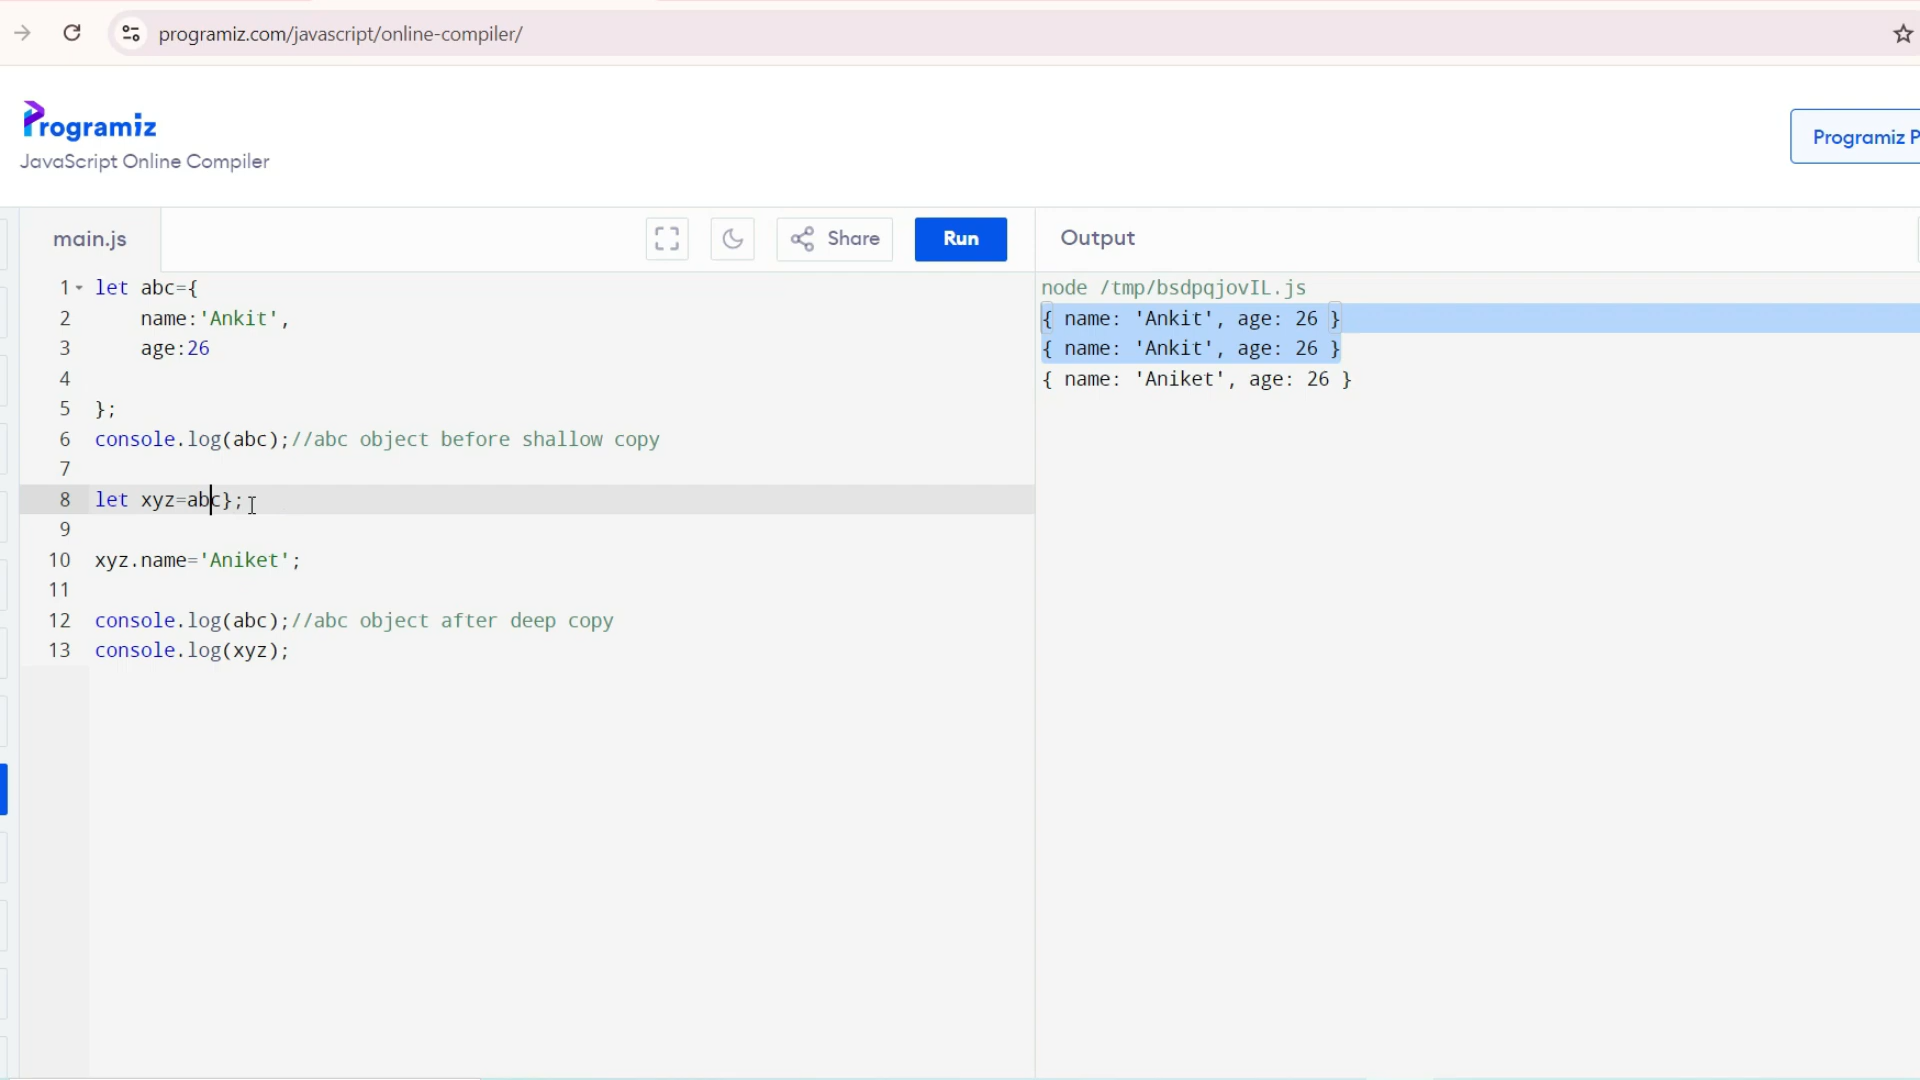 programiz.com/javascript/online-compiler/
Programiz
JavaScript Online Compiler
Programiz P
main.js
Share
Run
Output
1 let abc={
2 name:'Ankit',
3 age:26
4
5 };
6 console.log(abc);//abc object before shallow copy
7
8 let xyz=abc};
9
10 xyz.name='Aniket';
11
12 console.log(abc);//abc object after deep copy
13 console.log(xyz);
node /tmp/bsdpqjovIL.js
{ name: 'Ankit', age: 26 }
{ name: 'Ankit', age: 26 }
{ name: 'Aniket', age: 26 }